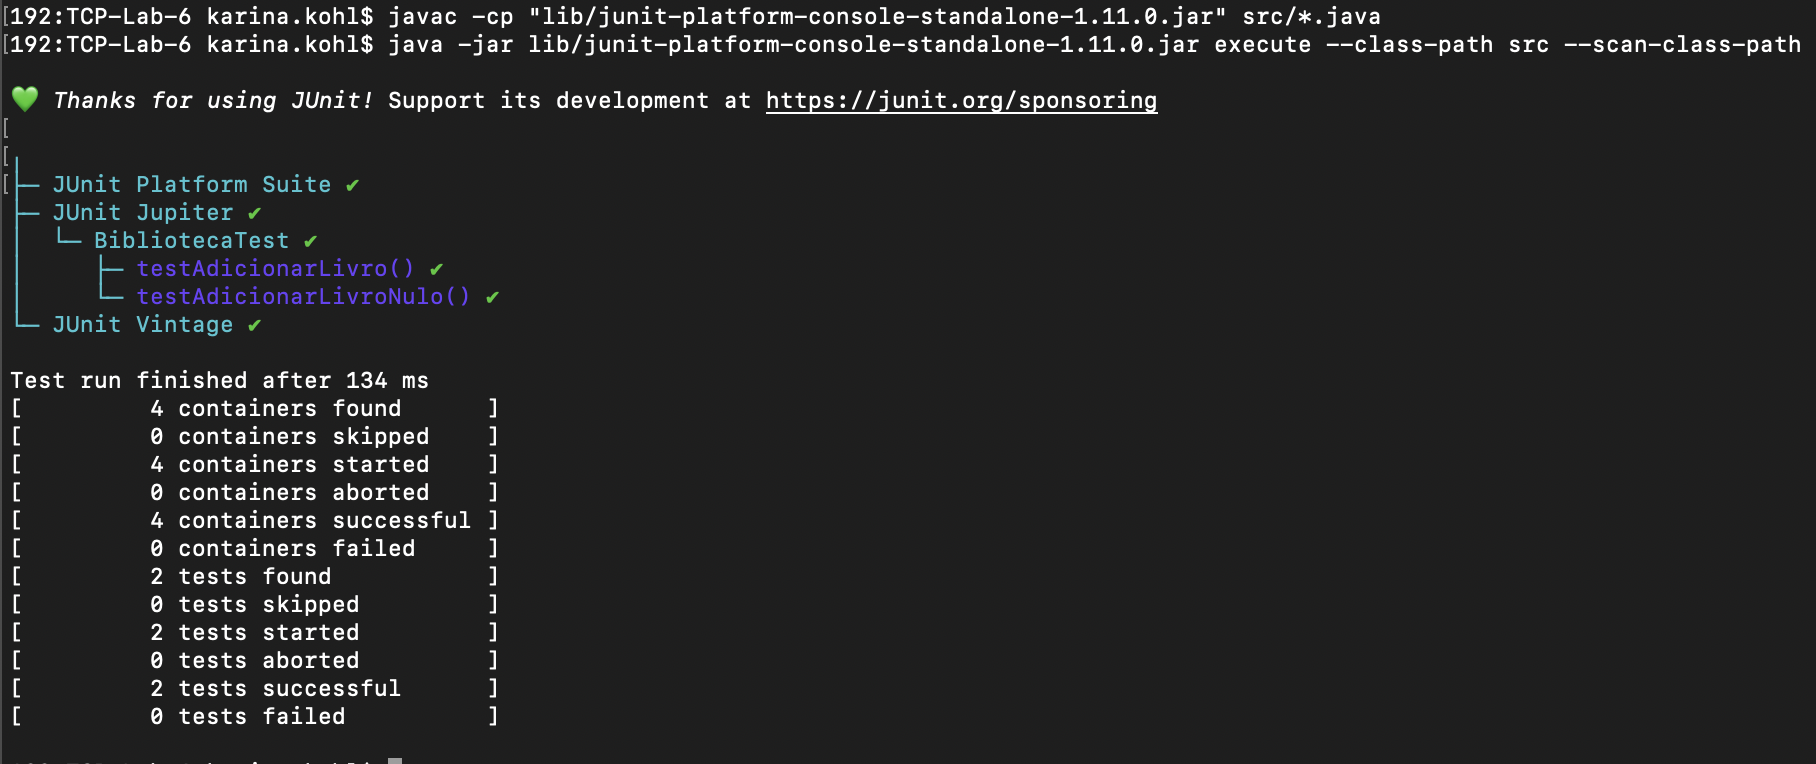 [192:TCP-Lab-6 karina.kohl$ javac -cp "lib/junit-platform-console-standalone-1.11.0.jar" src/*.java
[192:TCP-Lab-6 karina.kohl$ java -jar lib/junit-platform-console-standalone-1.11.0.jar execute --class-path src --scan-class-path

💚 Thanks for using JUnit! Support its development at https://junit.org/sponsoring
[
[
[├─ JUnit Platform Suite ✔
├─ JUnit Jupiter ✔
│  └─ BibliotecaTest ✔
│     ├─ testAdicionarLivro() ✔
│     └─ testAdicionarLivroNulo() ✔
└─ JUnit Vintage ✔

Test run finished after 134 ms
[         4 containers found      ]
[         0 containers skipped    ]
[         4 containers started    ]
[         0 containers aborted    ]
[         4 containers successful ]
[         0 containers failed     ]
[         2 tests found           ]
[         0 tests skipped         ]
[         2 tests started         ]
[         0 tests aborted         ]
[         2 tests successful      ]
[         0 tests failed          ]